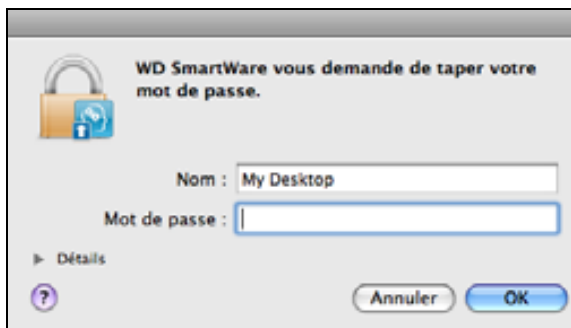 WD SmartWare vous demande de taper votre
mot de passe.
Nom : My Desktop
Mot de passe :
Détails
?
Annuler OK